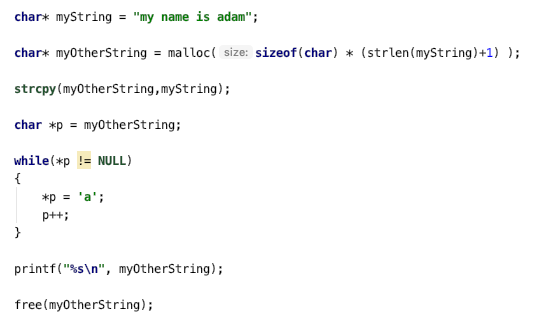 char* myString = "my name is adam";
char* myOtherString = malloc( size: sizeof(char) * (strlen(myString)+1) );
strcpy(myOtherString,myString);
char *p = myOtherString;
while(*p != NULL)
{
*p = 'a';
p++;
}
printf("%s\n", myOtherString);
free(myOtherString);